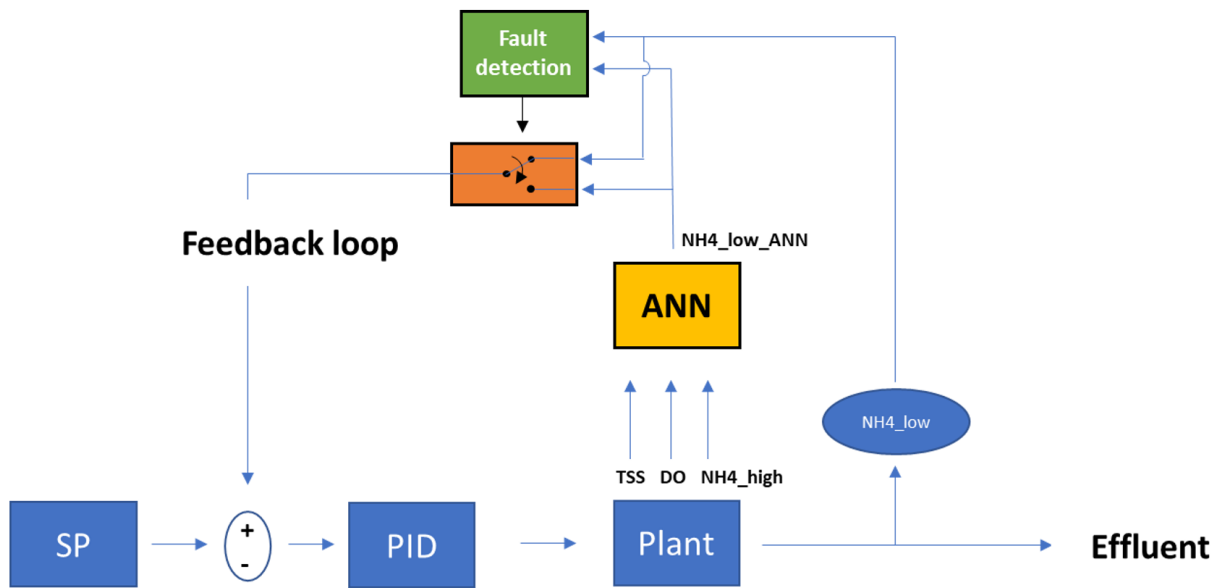 Fault
detection
NH4_low_ANN
Feedback loop
ANN
NH4_low
TSS DO NH4_high
+
-
SP
PID
Plant
Effluent